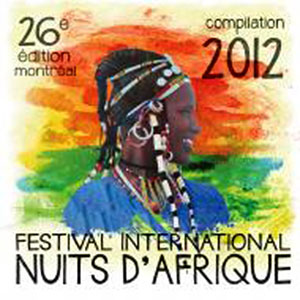 26e
édition
montréal
compilation
2012
FESTIVAL INTERNATIONAL
NUITS D'AFRIQUE